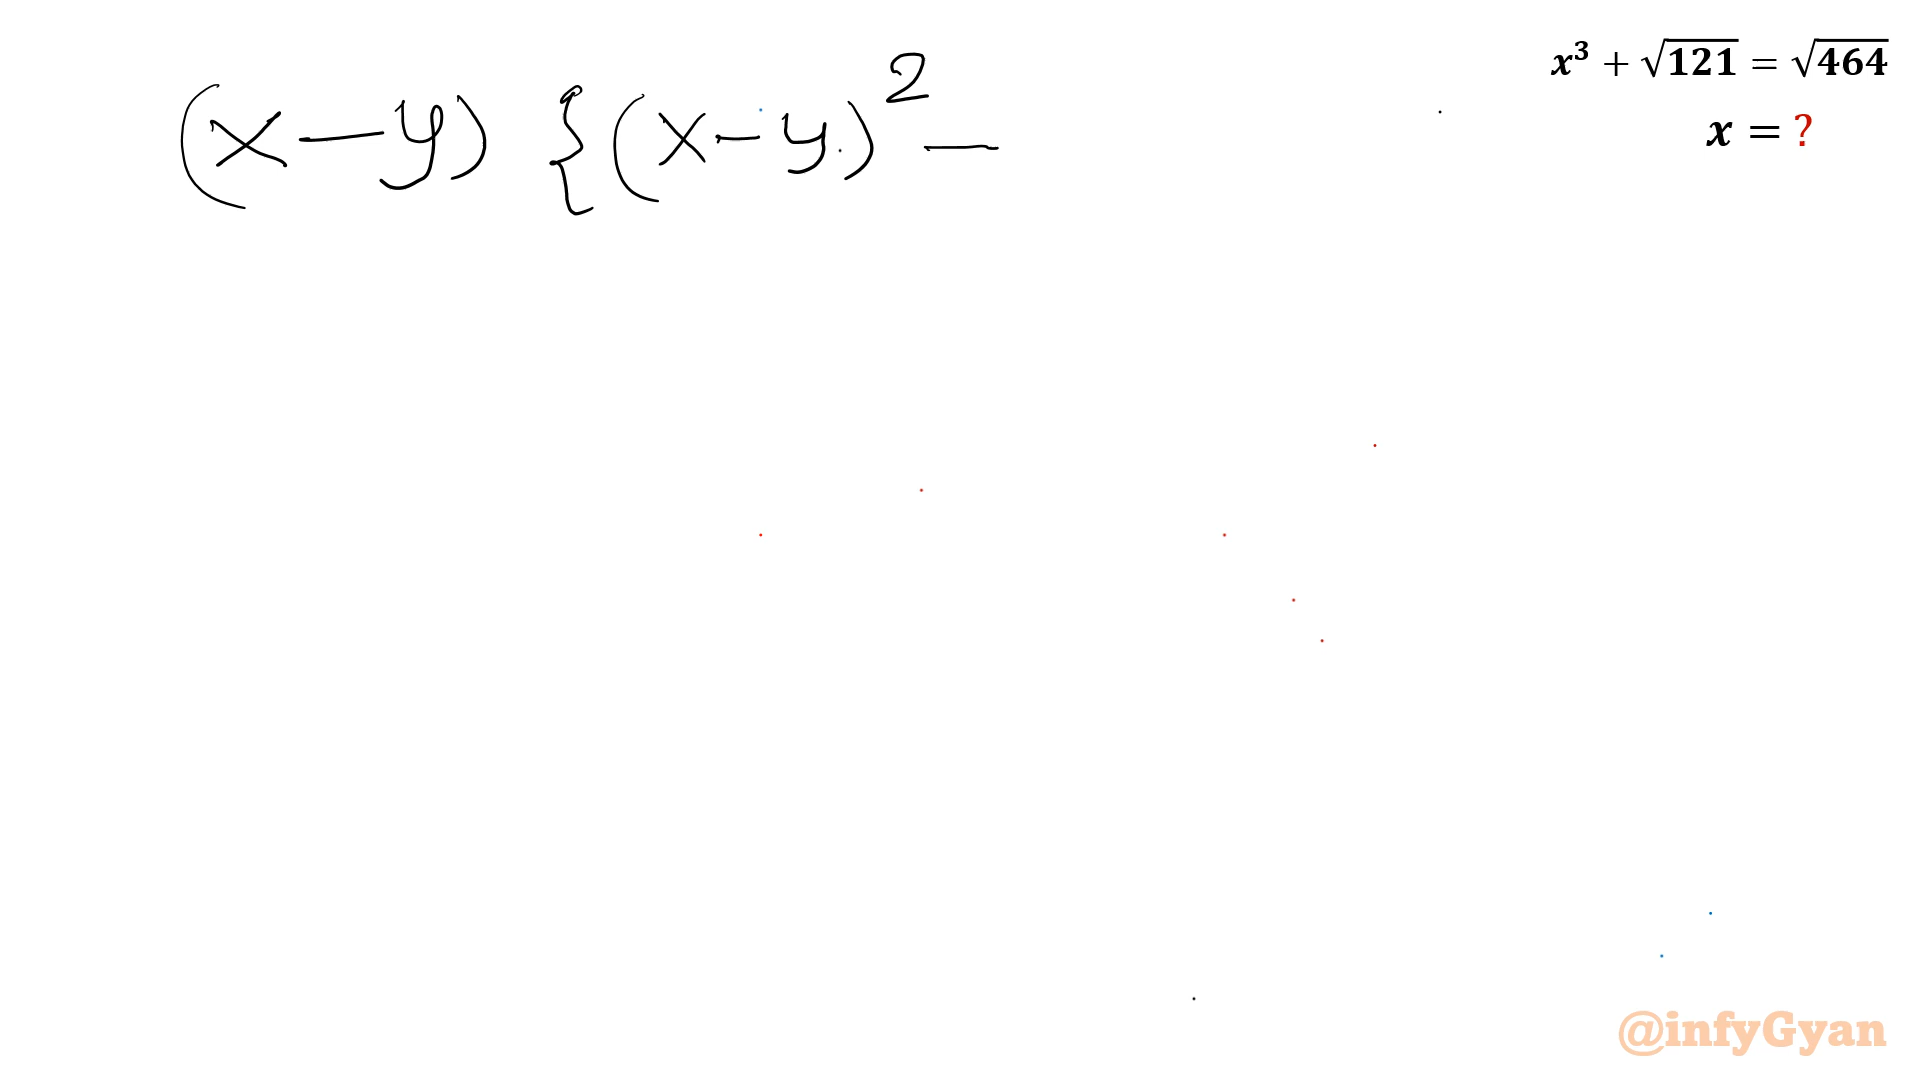 (x — y) {(x - y)² —
x³ + √121 = √464
x = ?
@infyGyan